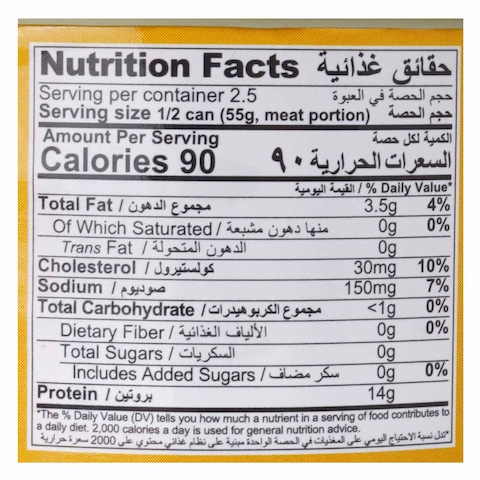 Nutrition Facts حقائق غذائية
Serving per container 2.5 حجم الحصة في العبوة
Serving size 1/2 can (55g, meat portion) حجم الحصة
Amount Per Serving الكمية لكل حصة
Calories 90 السعرات الحرارية ٩٠
القيمة اليومية / % Daily Value*
Total Fat / مجموع الدهون 3.5g 4%
Of Which Saturated / منها دهون مشبعة 0g 0%
Trans Fat / الدهون المتحولة 0g
Cholesterol / كولستيرول 30mg 10%
Sodium / صوديوم 150mg 7%
Total Carbohydrate / مجموع الكربوهيدرات <1g 0%
Dietary Fiber / الألياف الغذائية 0g 0%
Total Sugars / السكريات 0g
Includes Added Sugars / سكر مضاف 0g 0%
Protein / بروتين 14g
*The % Daily Value (DV) tells you how much a nutrient in a serving of food contributes to
a daily diet. 2,000 calories a day is used for general nutrition advice.
*تدل نسبة الاحتياج اليومي على المغذيات في الحصة الواحدة مبنية على نظام غذائي محتوي على 2000 سعرة حرارية